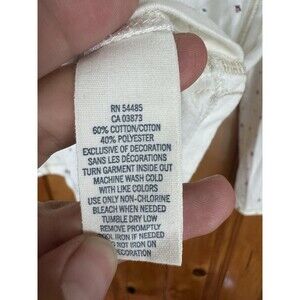 RN 54485
CA 03873
60% COTTON/COTON
40% POLYESTER
EXCLUSIVE OF DECORATION
SANS LES DÉCORATIONS
TURN GARMENT INSIDE OUT
MACHINE WASH COLD
WITH LIKE COLORS
USE ONLY NON-CHLORINE
BLEACH WHEN NEEDED
TUMBLE DRY LOW
REMOVE PROMPTLY
IRON IF NEEDED
NOT IRON ON
DECORATION